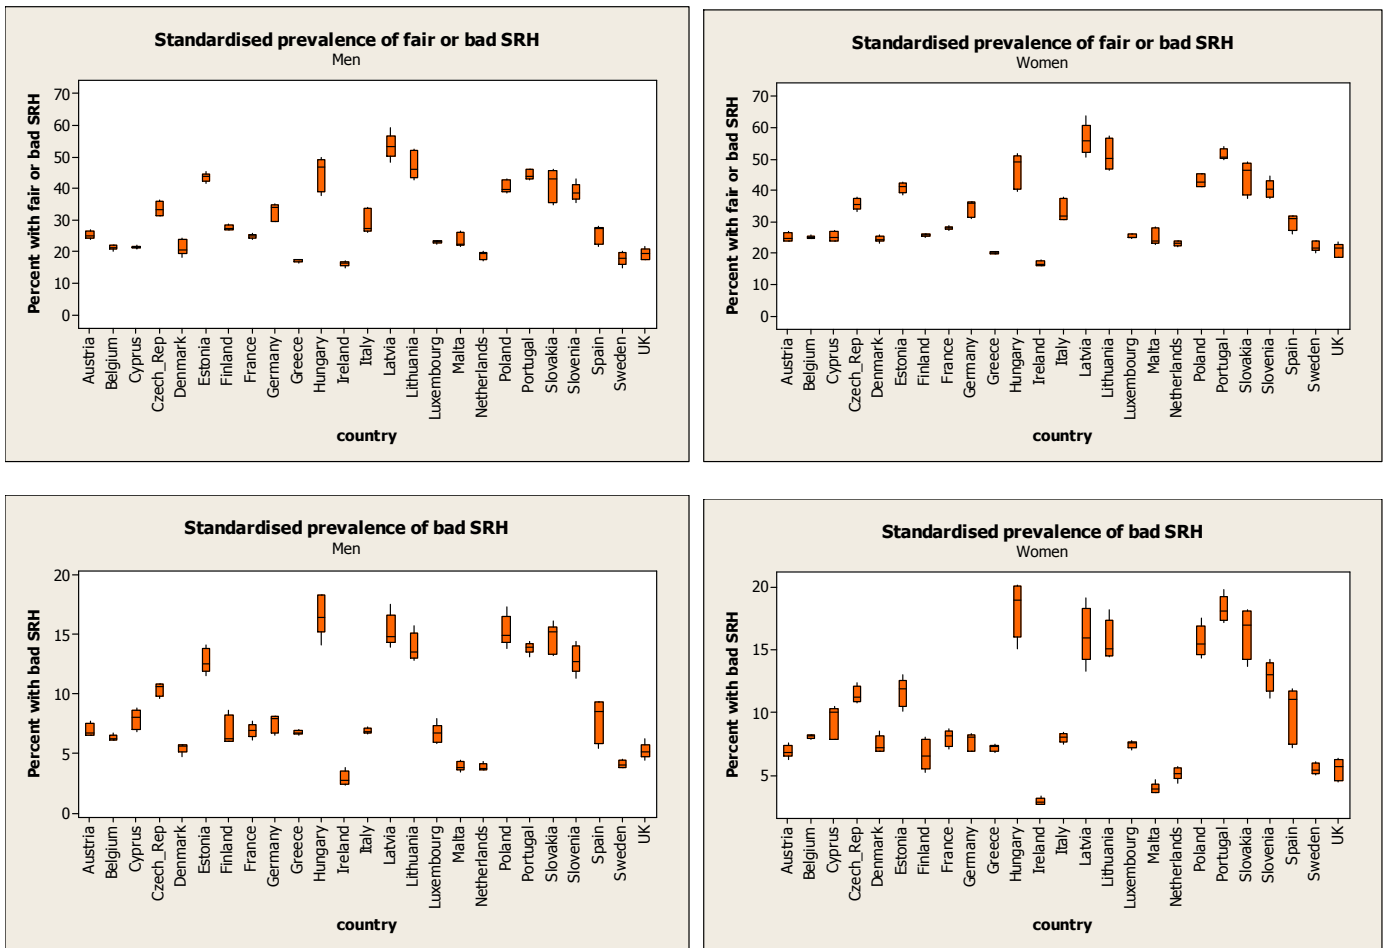 Standardised prevalence of fair or bad SRH
Men
Percent with fair or bad SRH
70
60
50
40
30
20
10
0
Austria
Belgium
Cyprus
Czech_Rep
Denmark
Estonia
Finland
France
Germany
Greece
Hungary
Ireland
Italy
Latvia
Lithuania
Luxembourg
Malta
Netherlands
Poland
Portugal
Slovakia
Slovenia
Spain
Sweden
UK
country
Standardised prevalence of fair or bad SRH
Women
Percent with fair or bad SRH
70
60
50
40
30
20
10
0
Austria
Belgium
Cyprus
Czech_Rep
Denmark
Estonia
Finland
France
Germany
Greece
Hungary
Ireland
Italy
Latvia
Lithuania
Luxembourg
Malta
Netherlands
Poland
Portugal
Slovakia
Slovenia
Spain
Sweden
UK
country
Standardised prevalence of bad SRH
Men
Percent with bad SRH
20
15
10
5
0
Austria
Belgium
Cyprus
Czech_Rep
Denmark
Estonia
Finland
France
Germany
Greece
Hungary
Ireland
Italy
Latvia
Lithuania
Luxembourg
Malta
Netherlands
Poland
Portugal
Slovakia
Slovenia
Spain
Sweden
UK
country
Standardised prevalence of bad SRH
Women
Percent with bad SRH
20
15
10
5
Austria
Belgium
Cyprus
Czech_Rep
Denmark
Estonia
Finland
France
Germany
Greece
Hungary
Ireland
Italy
Latvia
Lithuania
Luxembourg
Malta
Netherlands
Poland
Portugal
Slovakia
Slovenia
Spain
Sweden
UK
country